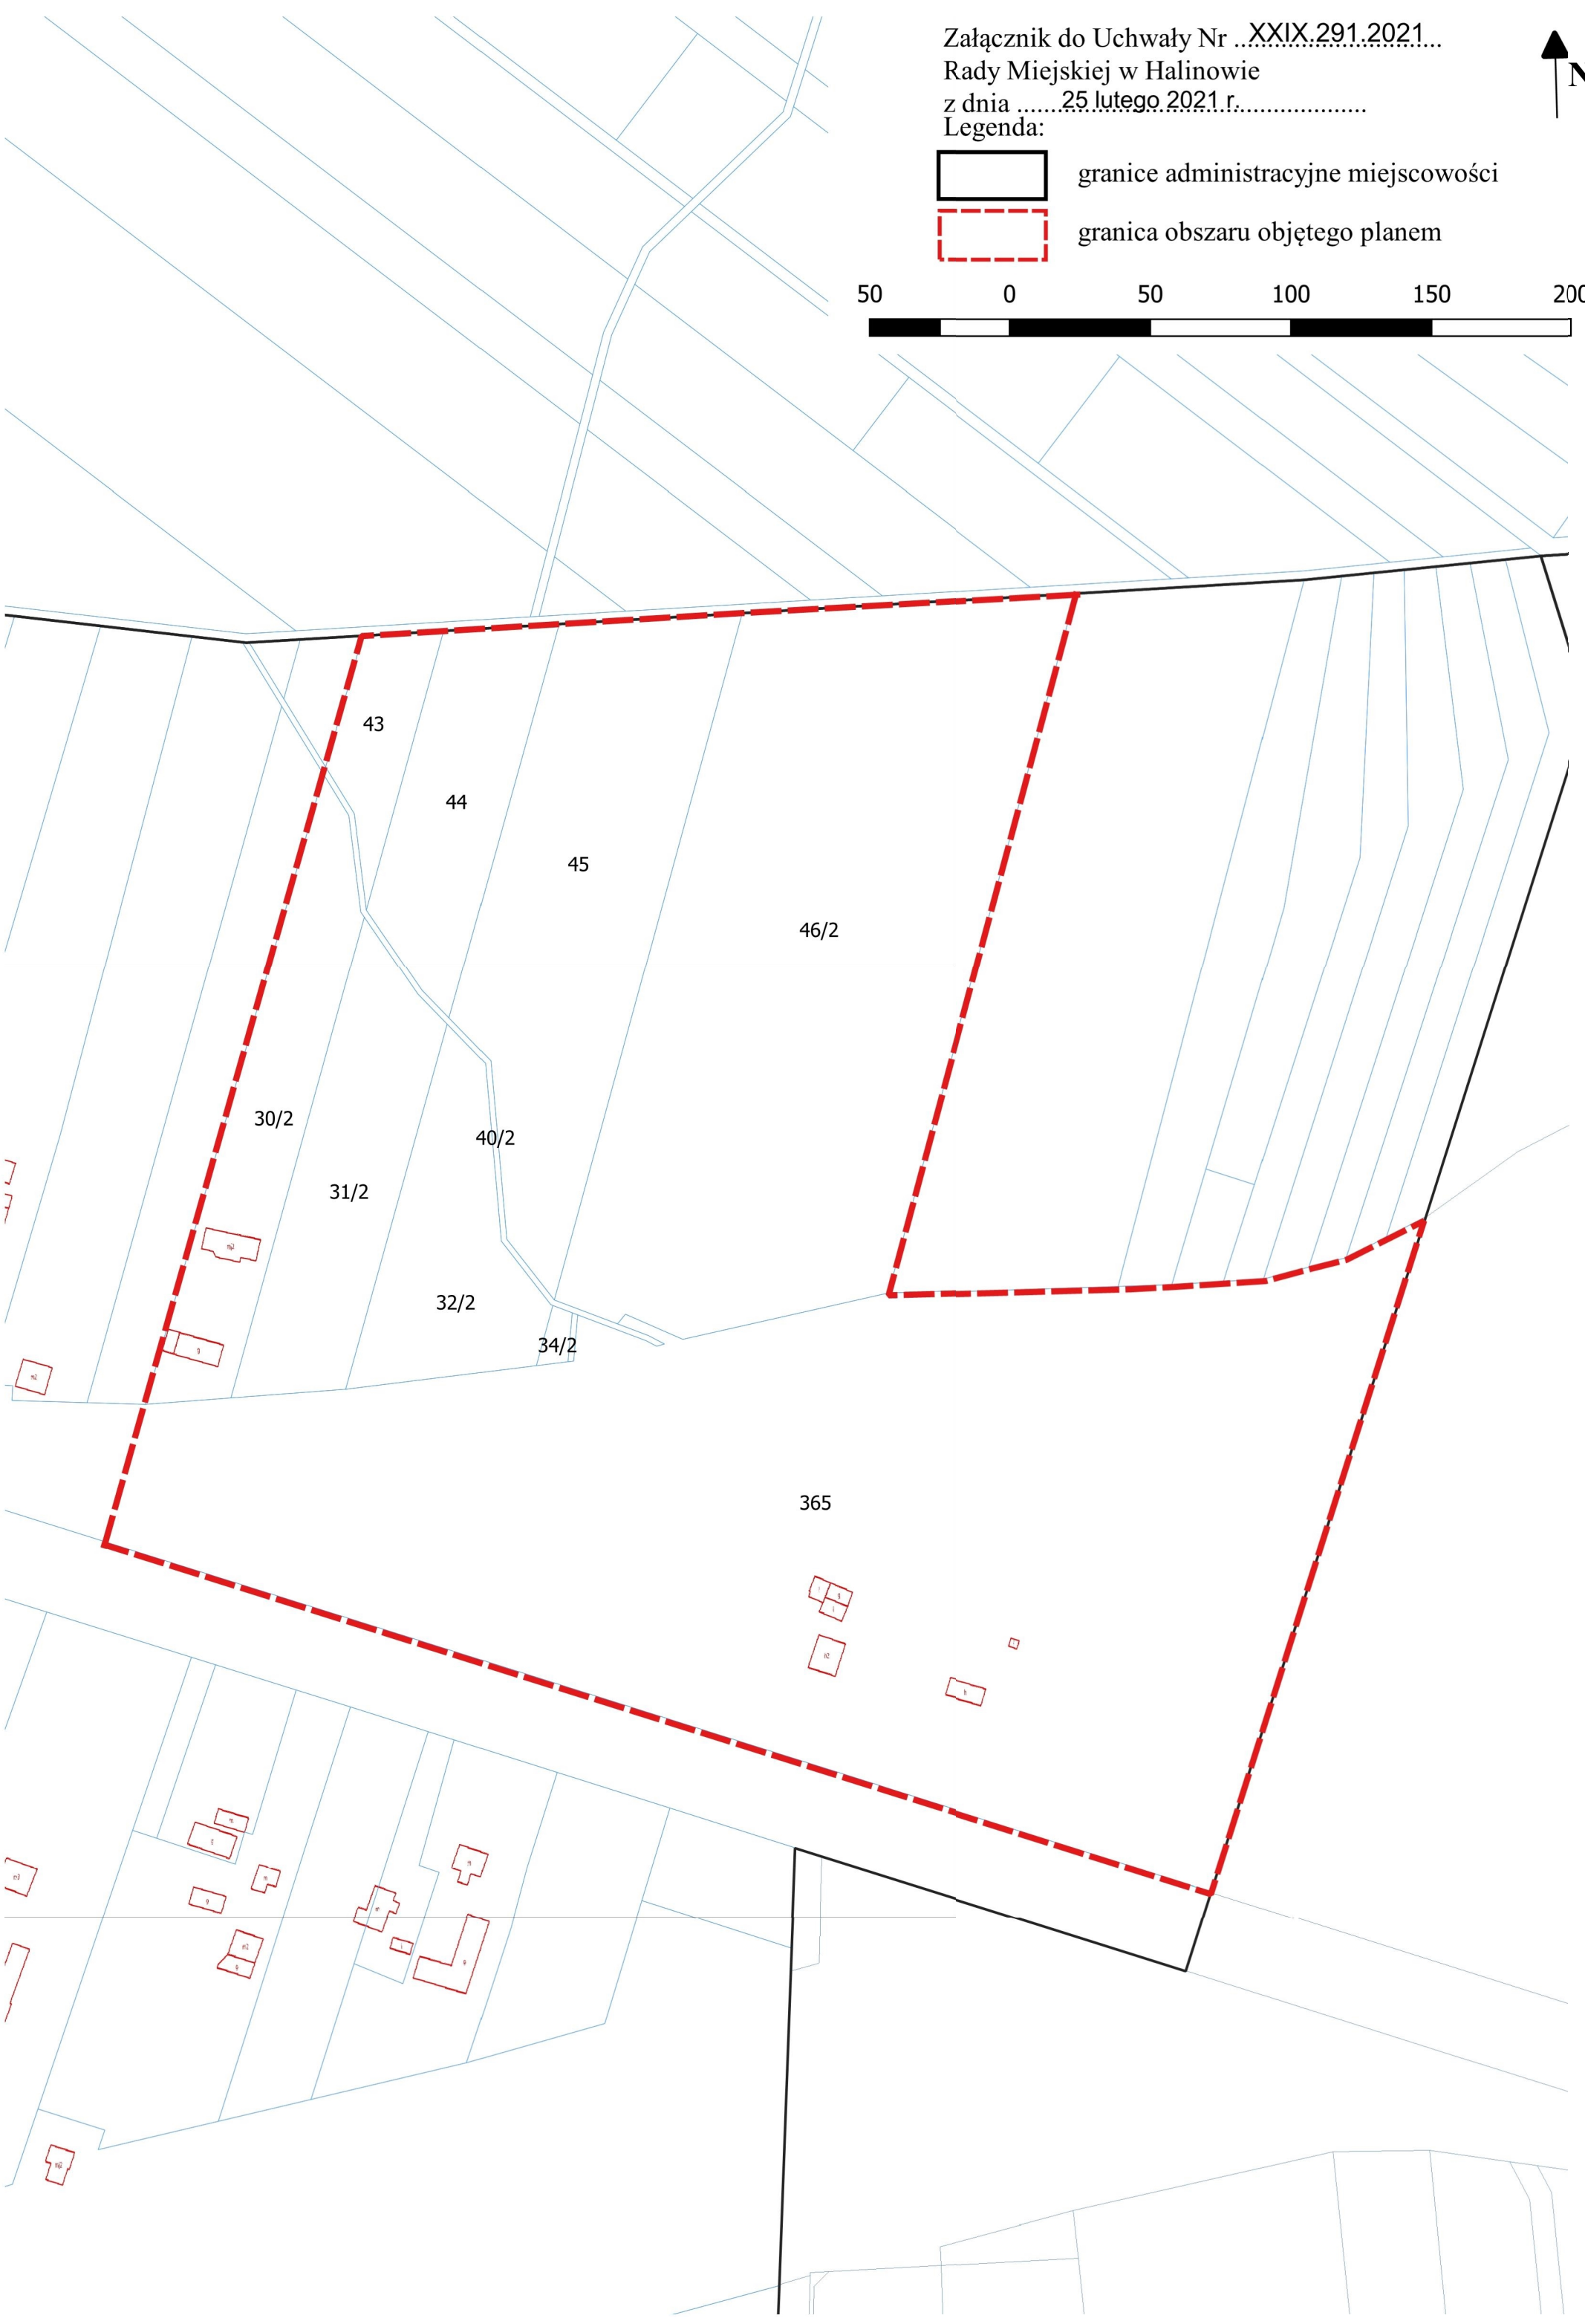 Załącznik do Uchwały Nr ..XXIX.291.2021....
Rady Miejskiej w Halinowie
z dnia ......25 lutego 2021 r.......................
Legenda:
N
granice administracyjne miejscowości
granica obszaru objętego planem
50 0 50 100 150 200
43
44
45
46/2
30/2
40/2
31/2
32/2
34/2
365